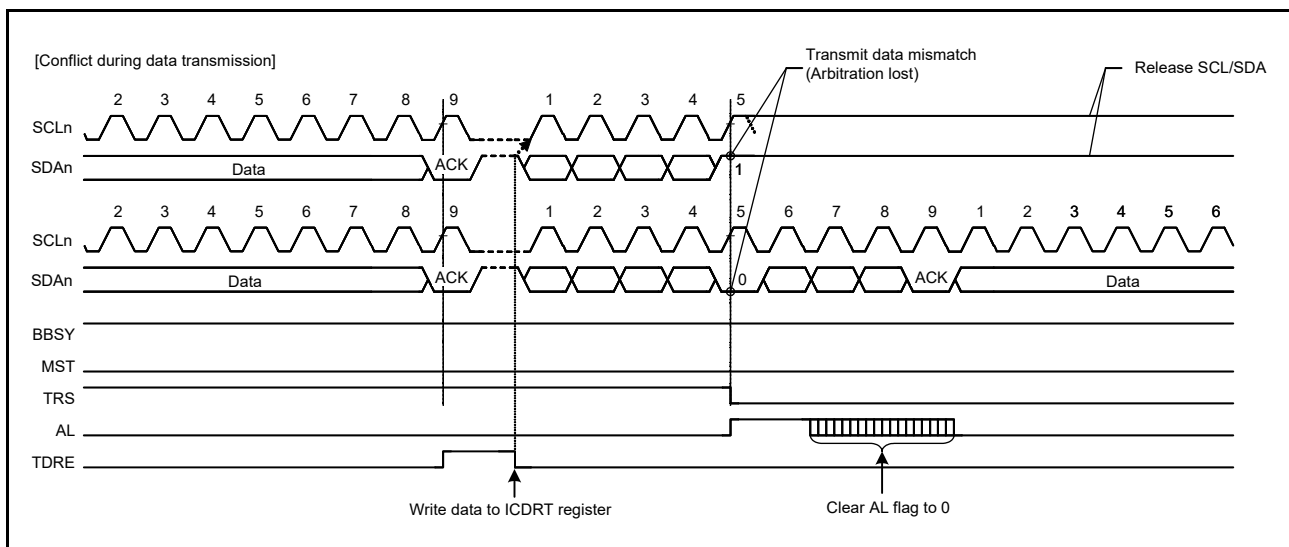 [Conflict during data transmission]
Transmit data mismatch
(Arbitration lost)
Release SCL/SDA
2 3 4 5 6 7 8 9 1 2 3 4 5
SCLn
SDAn Data ACK 1
2 3 4 5 6 7 8 9 1 2 3 4 5 6 7 8 9 1 2 3 4 5 6
SCLn
SDAn Data ACK 0 ACK Data
BBSY
MST
TRS
AL
TDRE
Write data to ICDRT register
Clear AL flag to 0